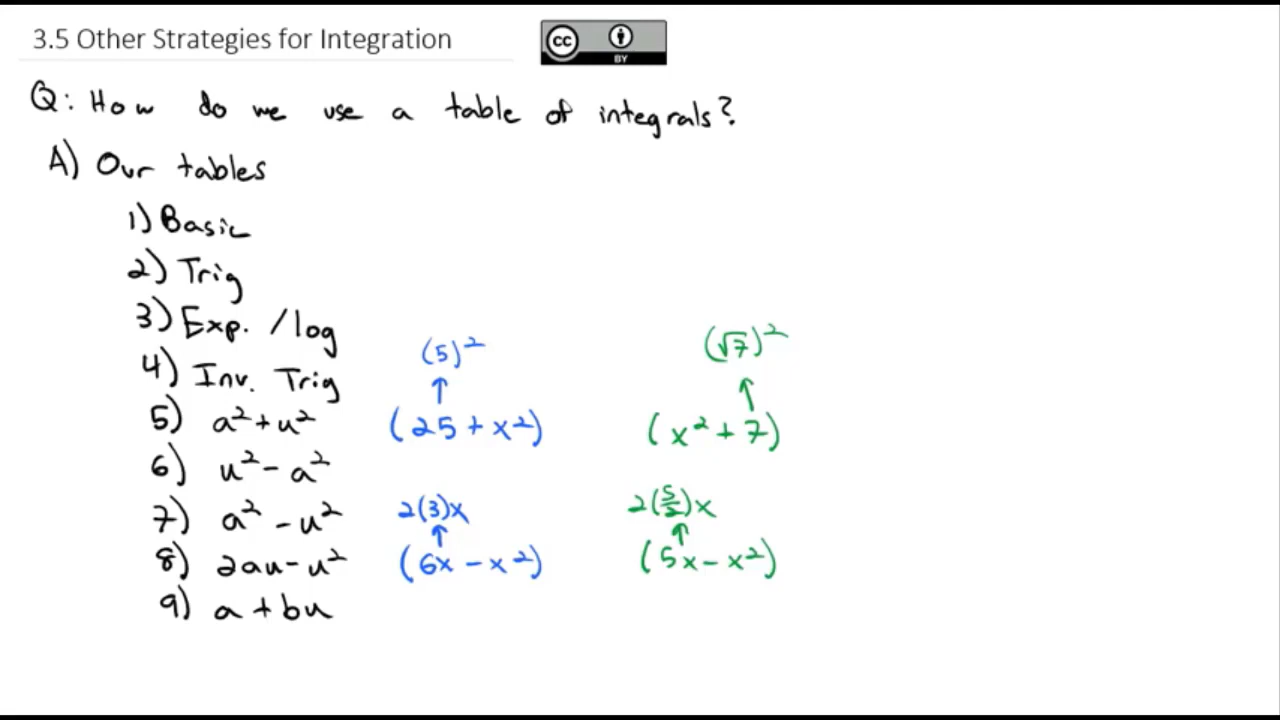 3.5 Other Strategies for Integration
CC BY
Q: How do we use a table of integrals?
A) Our tables
1) Basic
2) Trig
3) Exp. /log
4) Inv. Trig
(5)² (√7)²
↑ ↑
5) a²+u² (25+x²) (x²+7)
6) u²-a²
2(3)x 2(5/2)x
↑ ↑
7) a²-u²
8) 2au-u² (6x-x²) (5x-x²)
9) a+bu